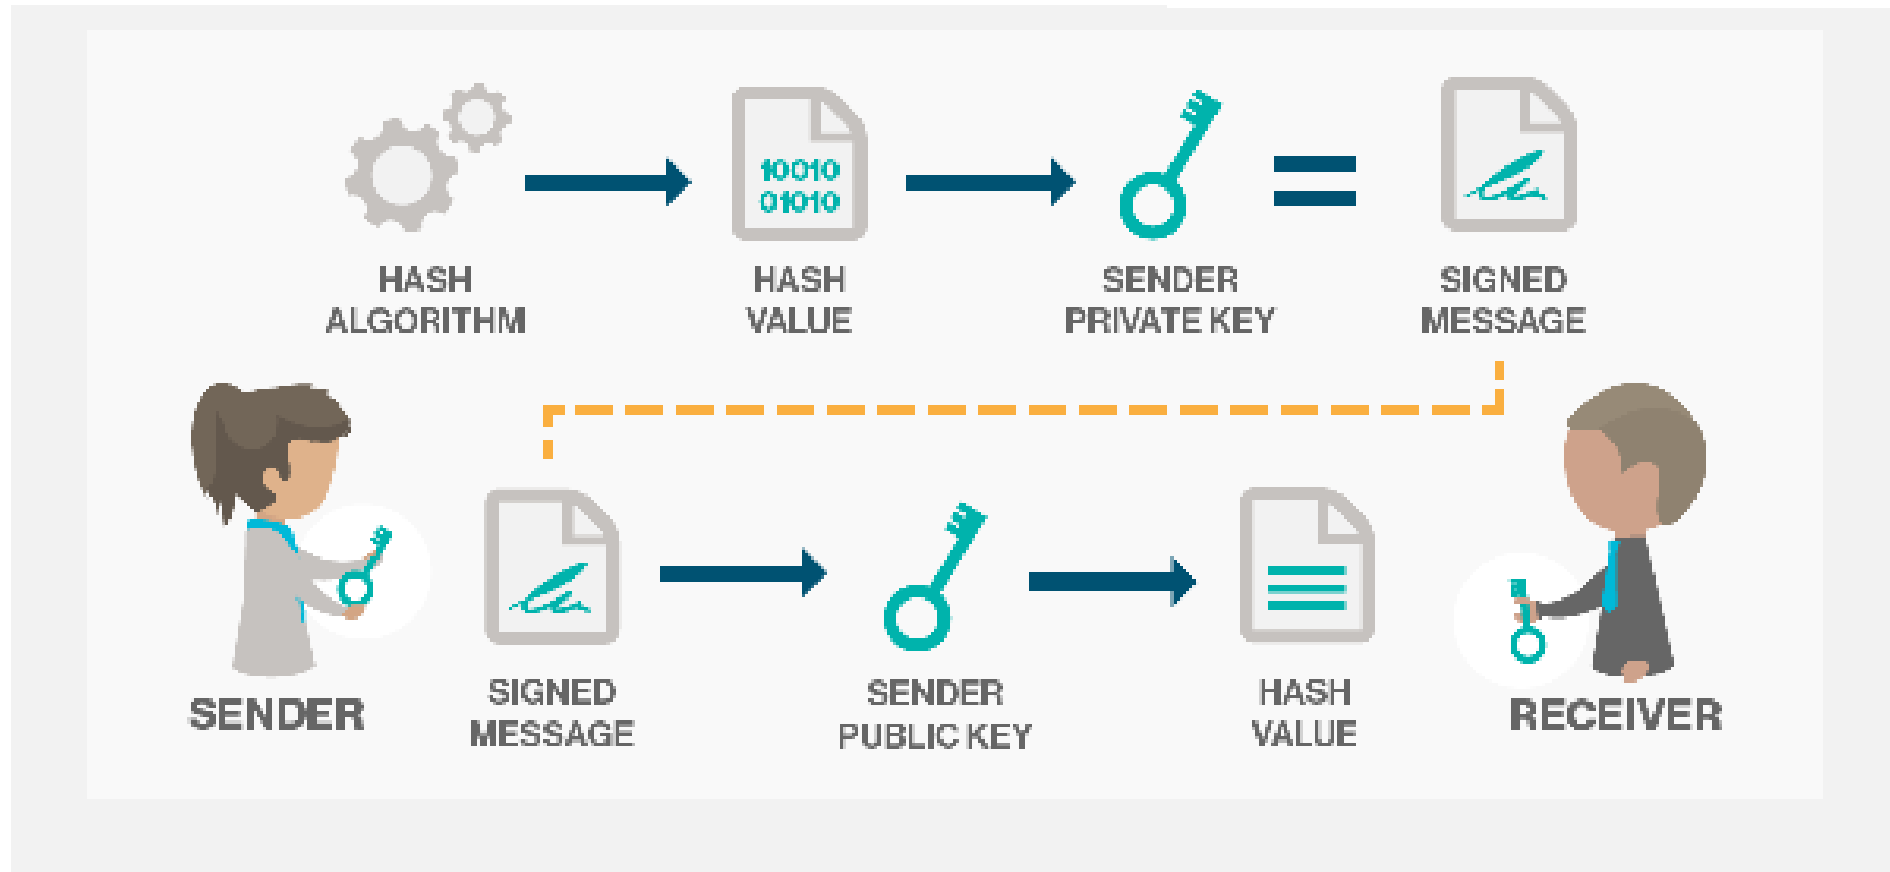 10010
01010
HASH
ALGORITHM
HASH
VALUE
SENDER
PRIVATE KEY
SIGNED
MESSAGE
SENDER
SIGNED
MESSAGE
SENDER
PUBLIC KEY
HASH
VALUE
RECEIVER